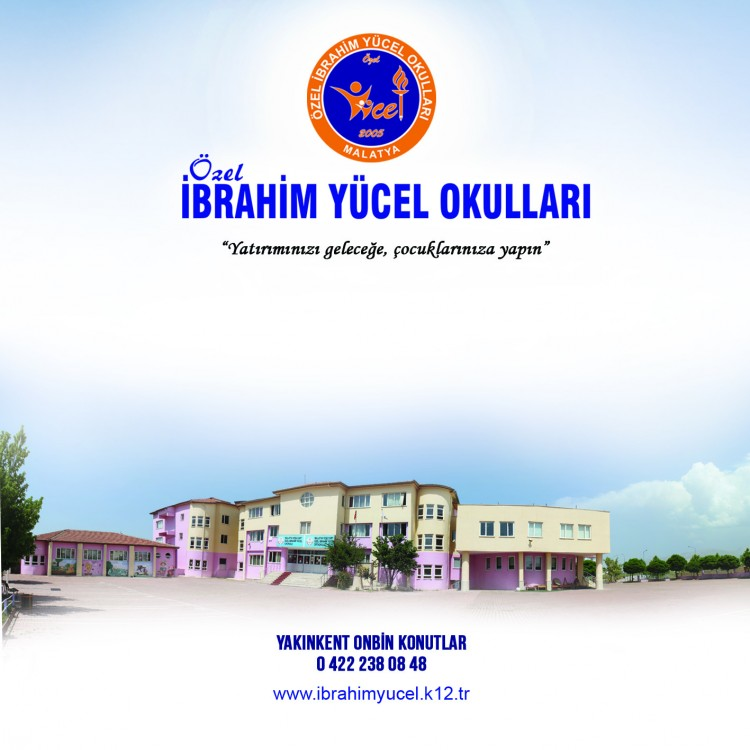 ÖZEL İBRAHİM YÜCEL OKULLARI
Özel
Yücel
2005
MALATYA
Özel
İBRAHİM YÜCEL OKULLARI
“Yatırımınızı geleceğe, çocuklarınıza yapın”
YAKINKENT ONBİN KONUTLAR
0 422 238 08 48
www.ibrahimyucel.k12.tr